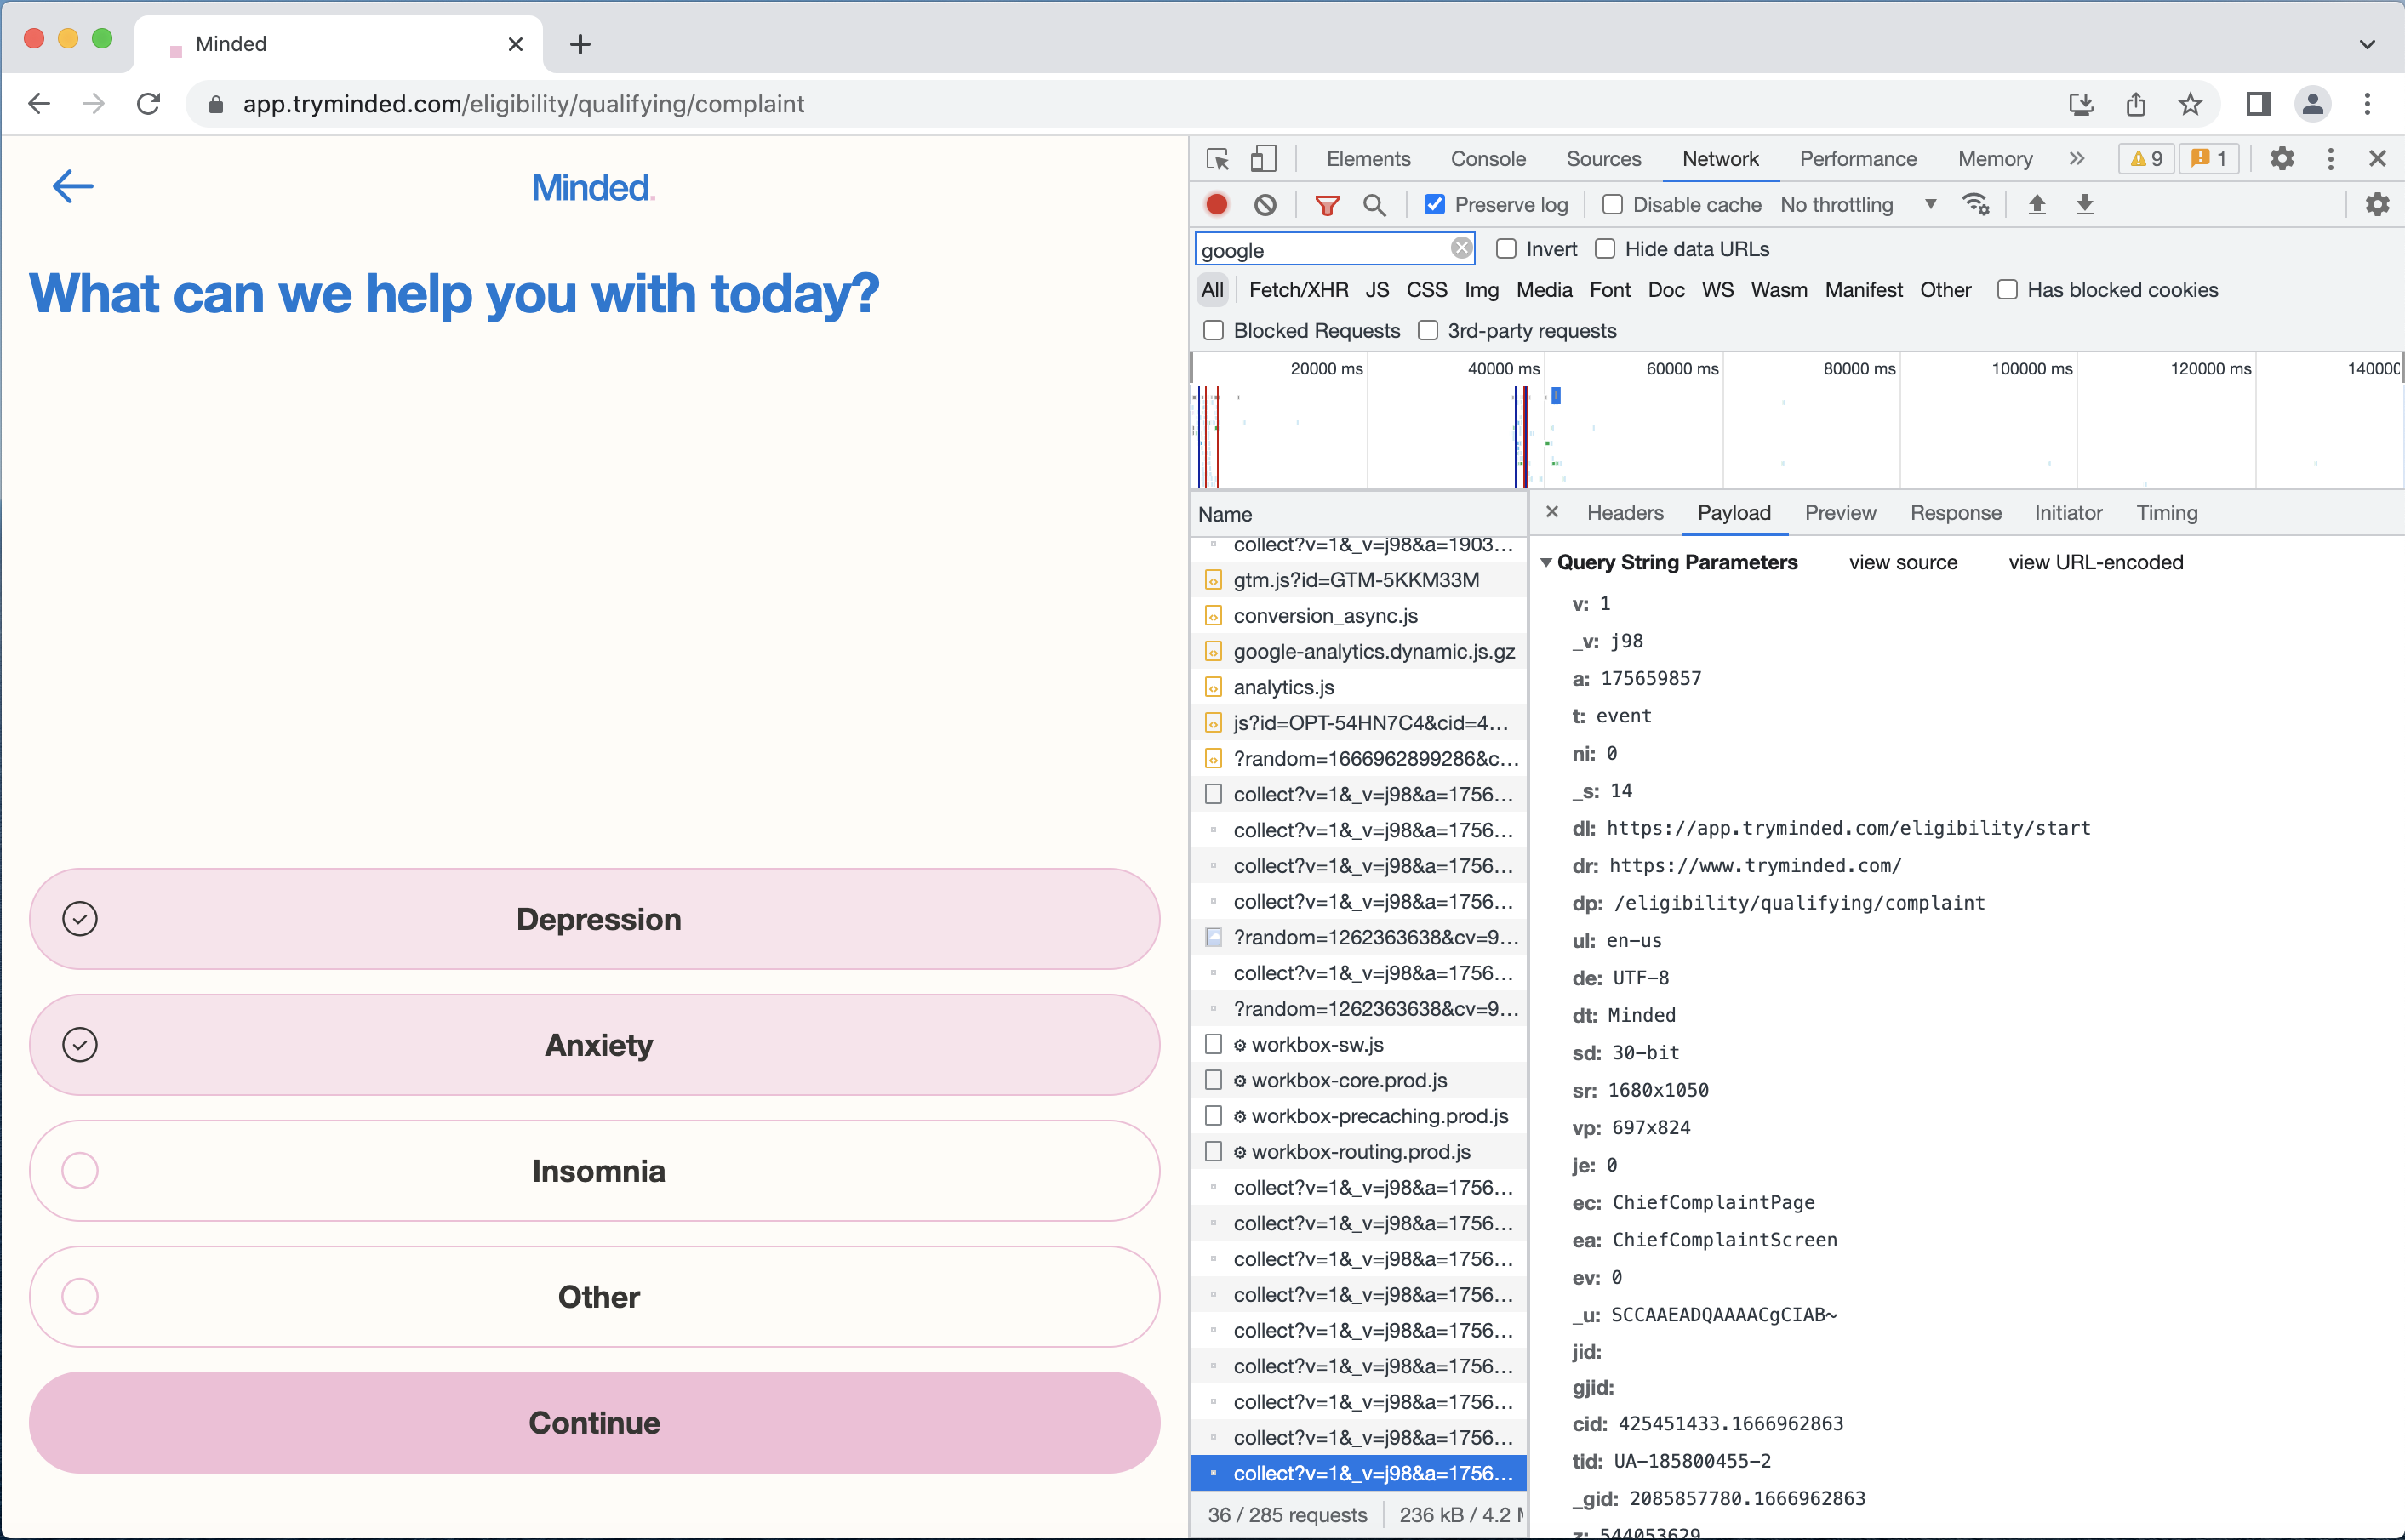 Minded
app.tryminded.com/eligibility/qualifying/complaint
Minded.
What can we help you with today?
Depression
Anxiety
Insomnia
Other
Continue
Elements Console Sources Network Performance Memory 9 1
Preserve log Disable cache No throttling
google Invert Hide data URLs
All Fetch/XHR JS CSS Img Media Font Doc WS Wasm Manifest Other Has blocked cookies
Blocked Requests 3rd-party requests
20000 ms 40000 ms 60000 ms 80000 ms 100000 ms 120000 ms 14000
Name
collect?v=1&_v=j98&a=1903...
gtm.js?id=GTM-5KKM33M
conversion_async.js
google-analytics.dynamic.js.gz
analytics.js
js?id=OPT-54HN7C4&cid=4...
?random=1666962899286&c...
collect?v=1&_v=j98&a=1756...
collect?v=1&_v=j98&a=1756...
collect?v=1&_v=j98&a=1756...
collect?v=1&_v=j98&a=1756...
?random=1262363638&cv=9...
collect?v=1&_v=j98&a=1756...
?random=1262363638&cv=9...
workbox-sw.js
workbox-core.prod.js
workbox-precaching.prod.js
workbox-routing.prod.js
collect?v=1&_v=j98&a=1756...
collect?v=1&_v=j98&a=1756...
collect?v=1&_v=j98&a=1756...
collect?v=1&_v=j98&a=1756...
collect?v=1&_v=j98&a=1756...
collect?v=1&_v=j98&a=1756...
collect?v=1&_v=j98&a=1756...
collect?v=1&_v=j98&a=1756...
collect?v=1&_v=j98&a=1756...
36 / 285 requests 236 kB / 4.2 M
Headers Payload Preview Response Initiator Timing
Query String Parameters view source view URL-encoded
v: 1
_v: j98
a: 175659857
t: event
ni: 0
_s: 14
dl: https://app.tryminded.com/eligibility/start
dr: https://www.tryminded.com/
dp: /eligibility/qualifying/complaint
ul: en-us
de: UTF-8
dt: Minded
sd: 30-bit
sr: 1680x1050
vp: 697x824
je: 0
ec: ChiefComplaintPage
ea: ChiefComplaintScreen
ev: 0
_u: SCCAAEADQAAAACgCIAB~
jid:
gjid:
cid: 425451433.1666962863
tid: UA-185800455-2
_gid: 2085857780.1666962863
z: 544053629